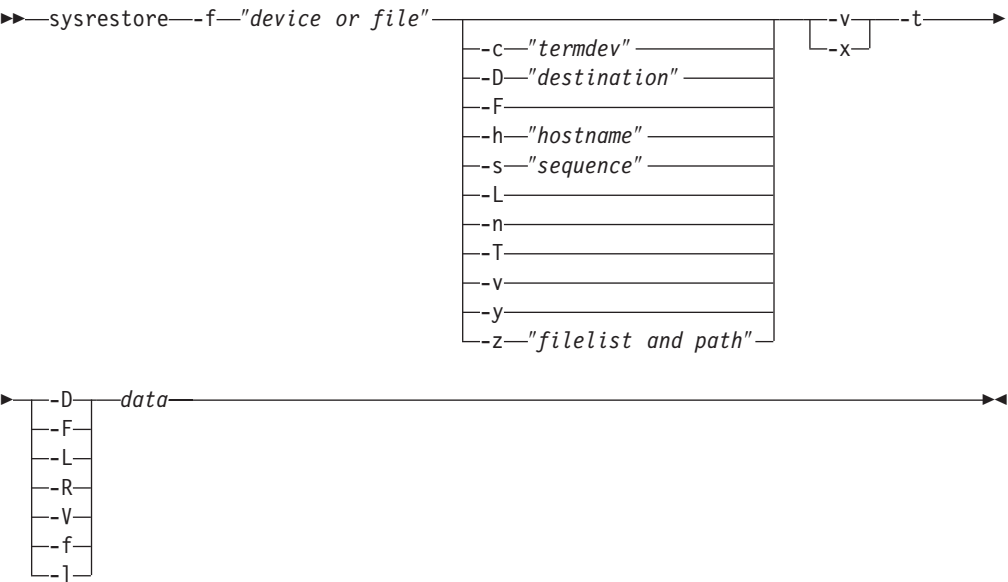 sysrestore -f "device or file" -v -t
-c "termdev" -x
-D "destination"
-F
-h "hostname"
-s "sequence"
-L
-n
-T
-v
-y
-z "filelist and path"
-D data
-F
-L
-R
-V
-f
-l